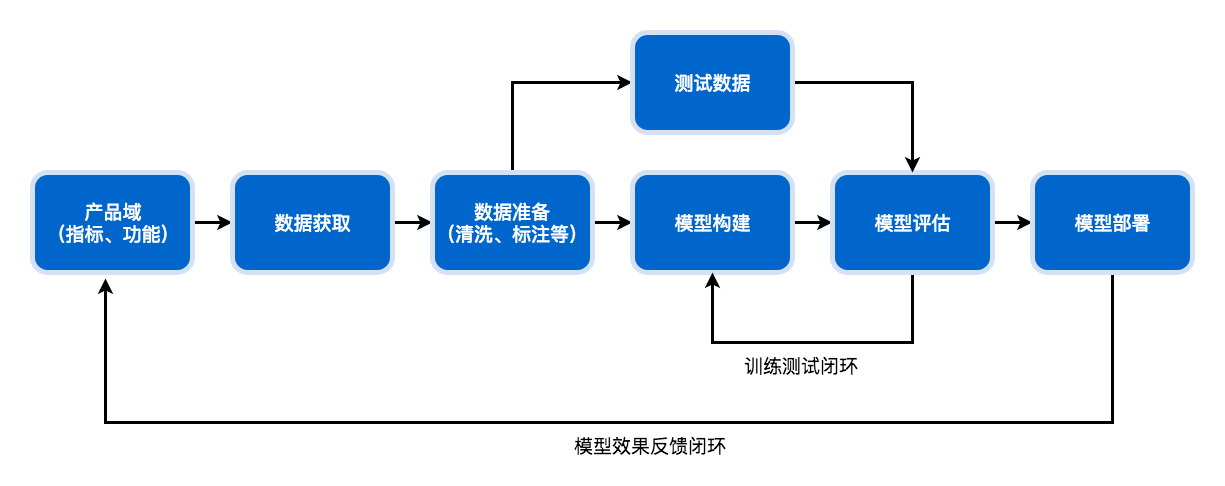 测试数据
产品域
（指标、功能）
数据获取
数据准备
（清洗、标注等）
模型构建
模型评估
模型部署
训练测试闭环
模型效果反馈闭环